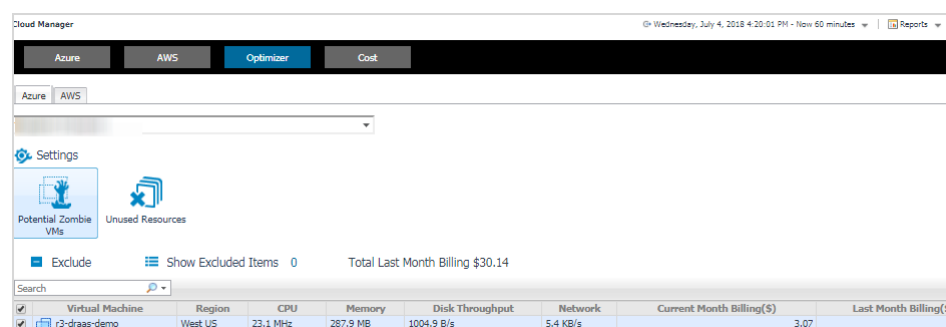 Cloud Manager
Wednesday, July 4, 2018 4:20:01 PM - Now 60 minutes Reports
Azure AWS Optimizer Cost
Azure AWS
Settings
Potential Zombie VMs
Unused Resources
Exclude Show Excluded Items 0 Total Last Month Billing $30.14
Search
Virtual Machine Region CPU Memory Disk Throughput Network Current Month Billing($) Last Month Billing(
r3-draas-demo West US 23.1 MHz 287.9 MB 1004.9 B/s 5.4 KB/s 3.07